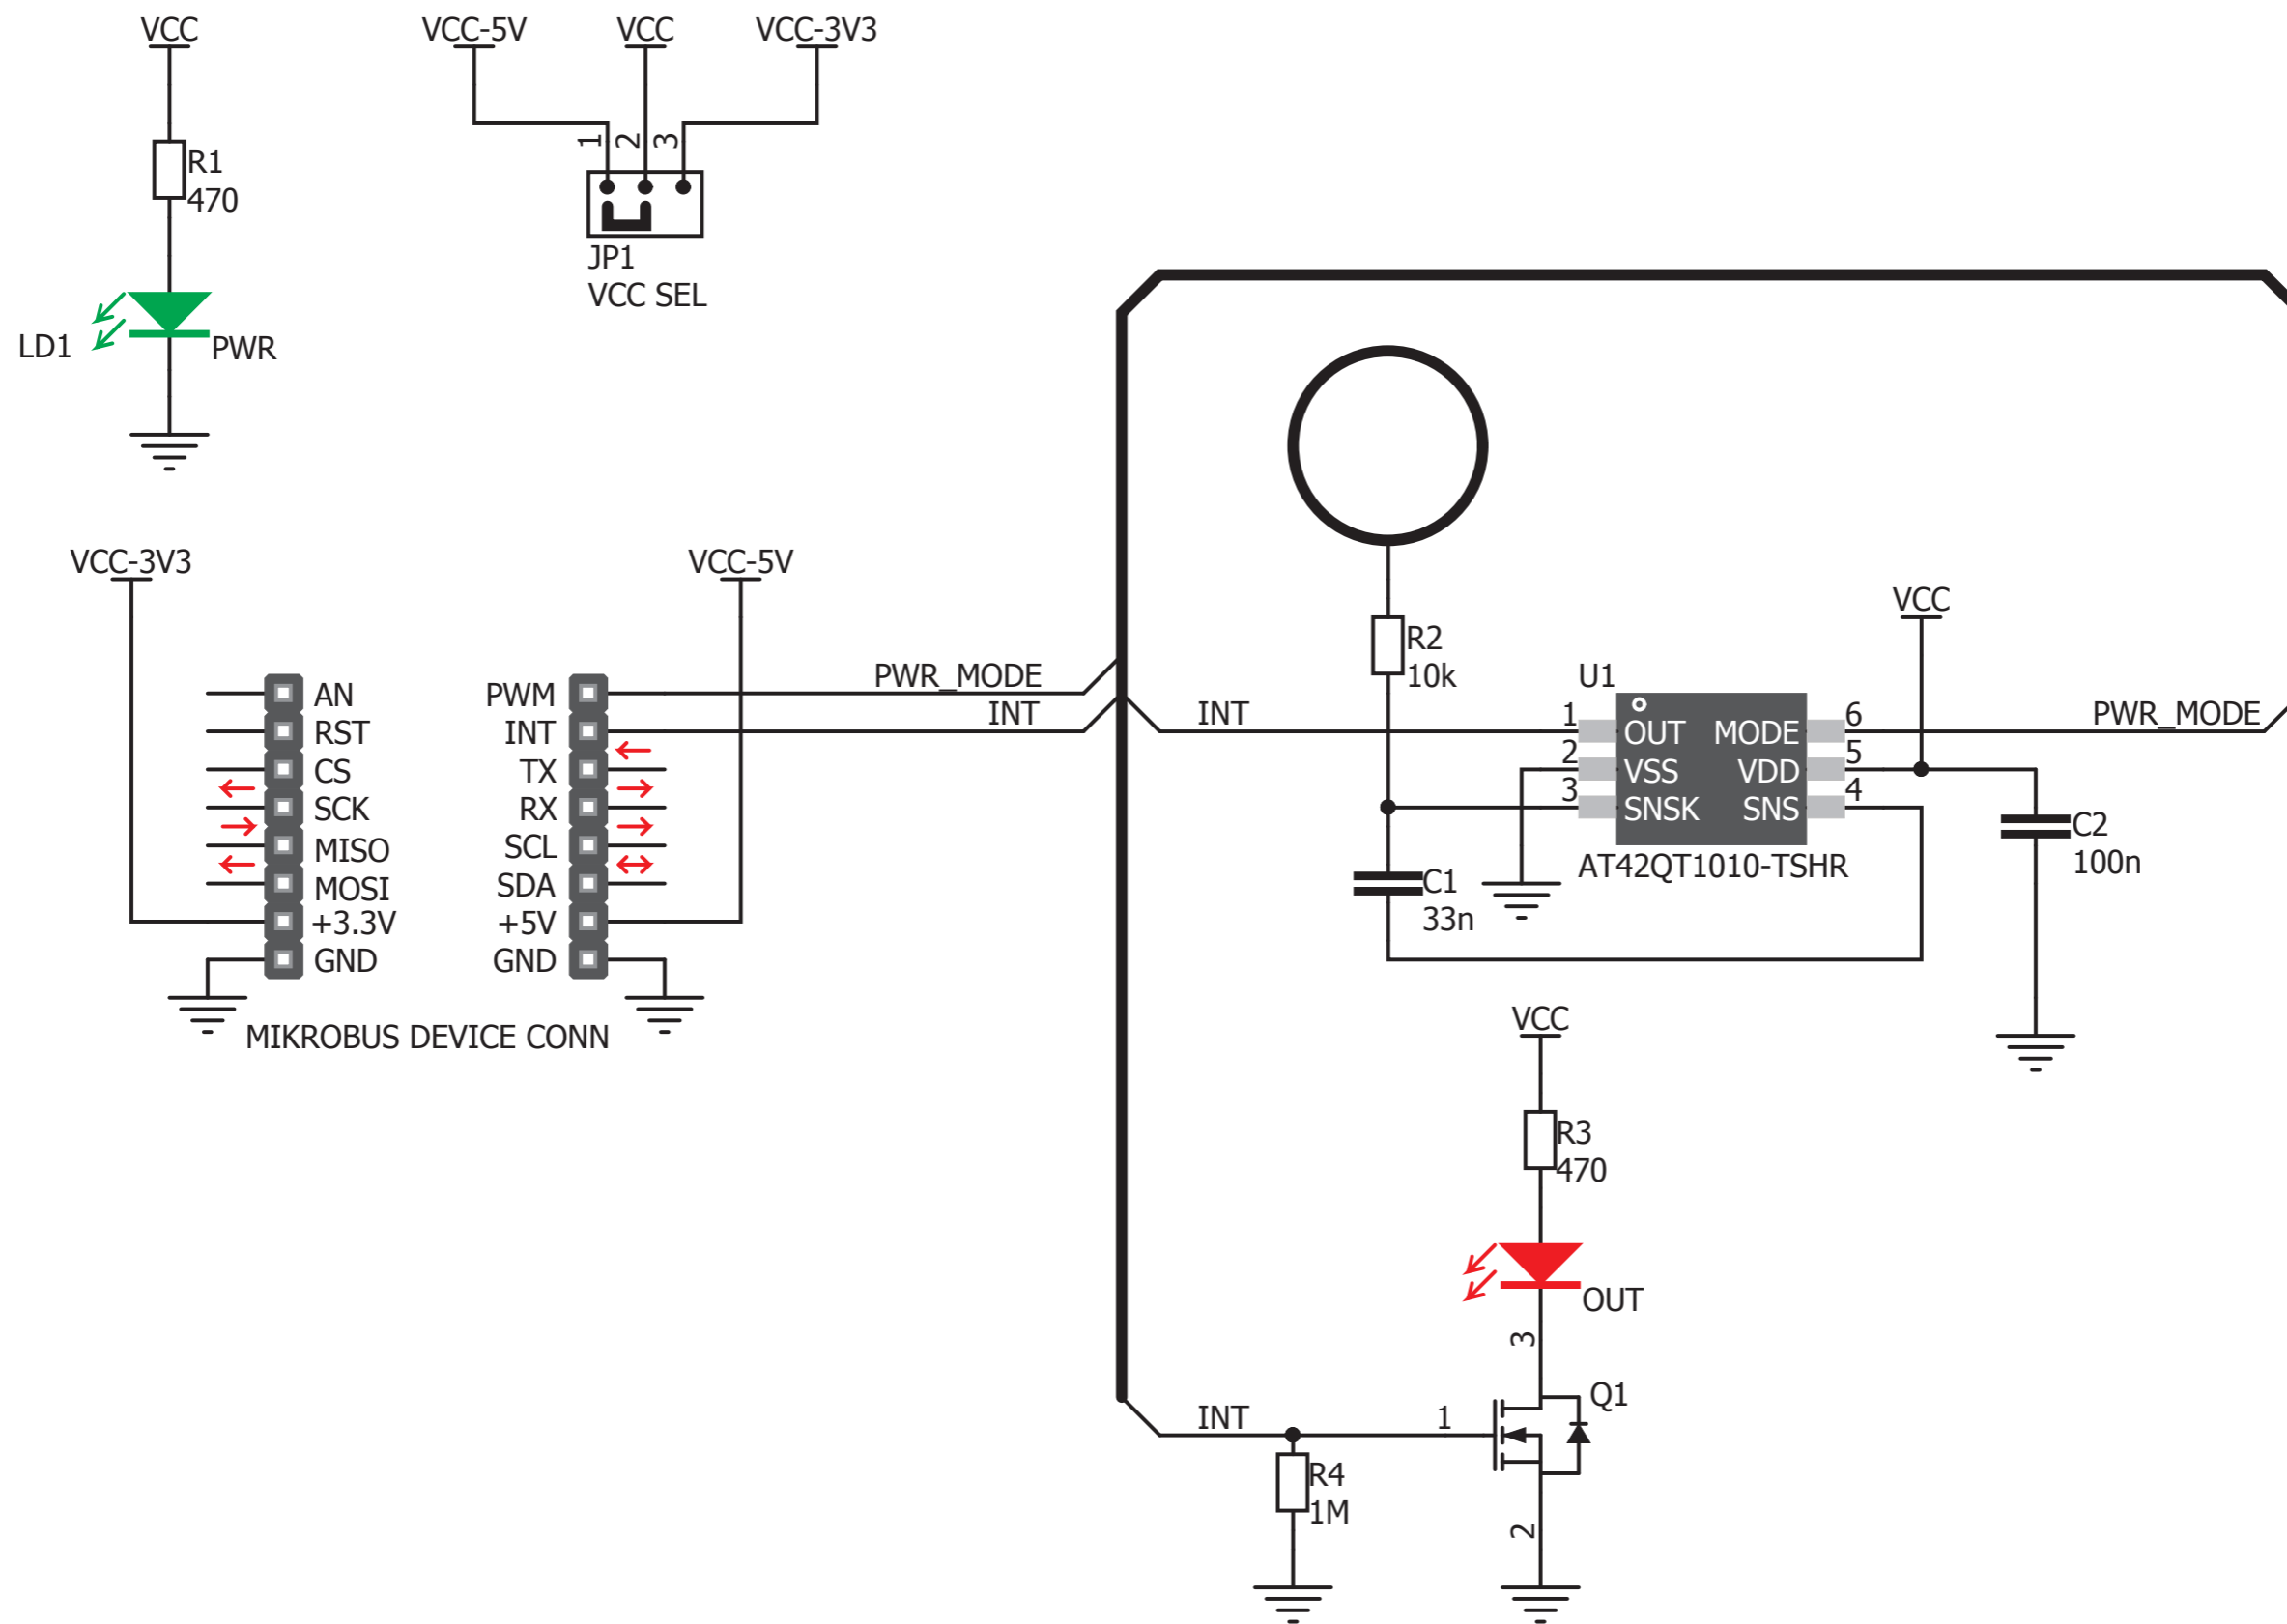 VCC
VCC-5V
VCC
VCC-3V3
1
2
3
R1
470
JP1
VCC SEL
LD1
PWR
VCC-3V3
VCC-5V
AN
RST
CS
SCK
MISO
MOSI
+3.3V
GND
PWM
INT
TX
RX
SCL
SDA
+5V
GND
MIKROBUS DEVICE CONN
PWR_MODE
INT
INT
R2
10k
U1
1
2
3
OUT
VSS
SNSK
MODE
VDD
SNS
6
5
4
AT42QT1010-TSHR
VCC
PWR_MODE
C1
33n
C2
100n
VCC
R3
470
OUT
3
Q1
INT
1
R4
1M
2